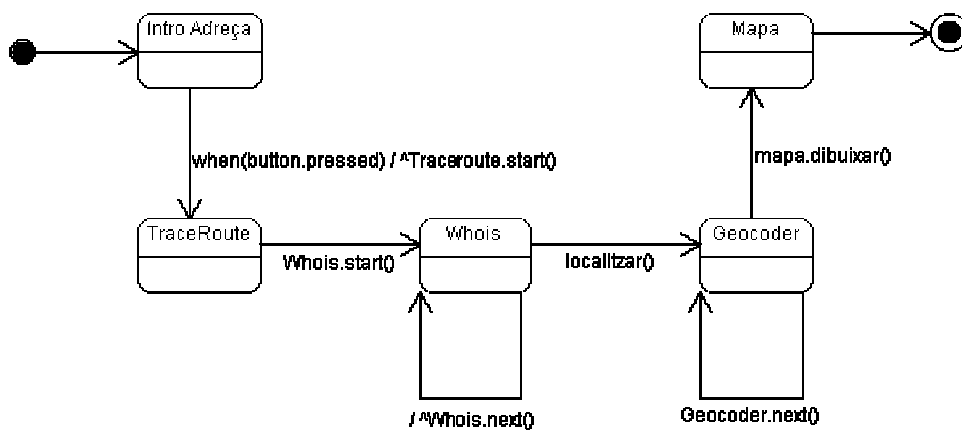 Intro Adreça
Mapa
when(button.pressed) / ^Traceroute.start()
mapa.dibuixar()
TraceRoute
Whois
Geocoder
Whois.start()
localitzar()
/ ^Whois.next()
Geocoder.next()